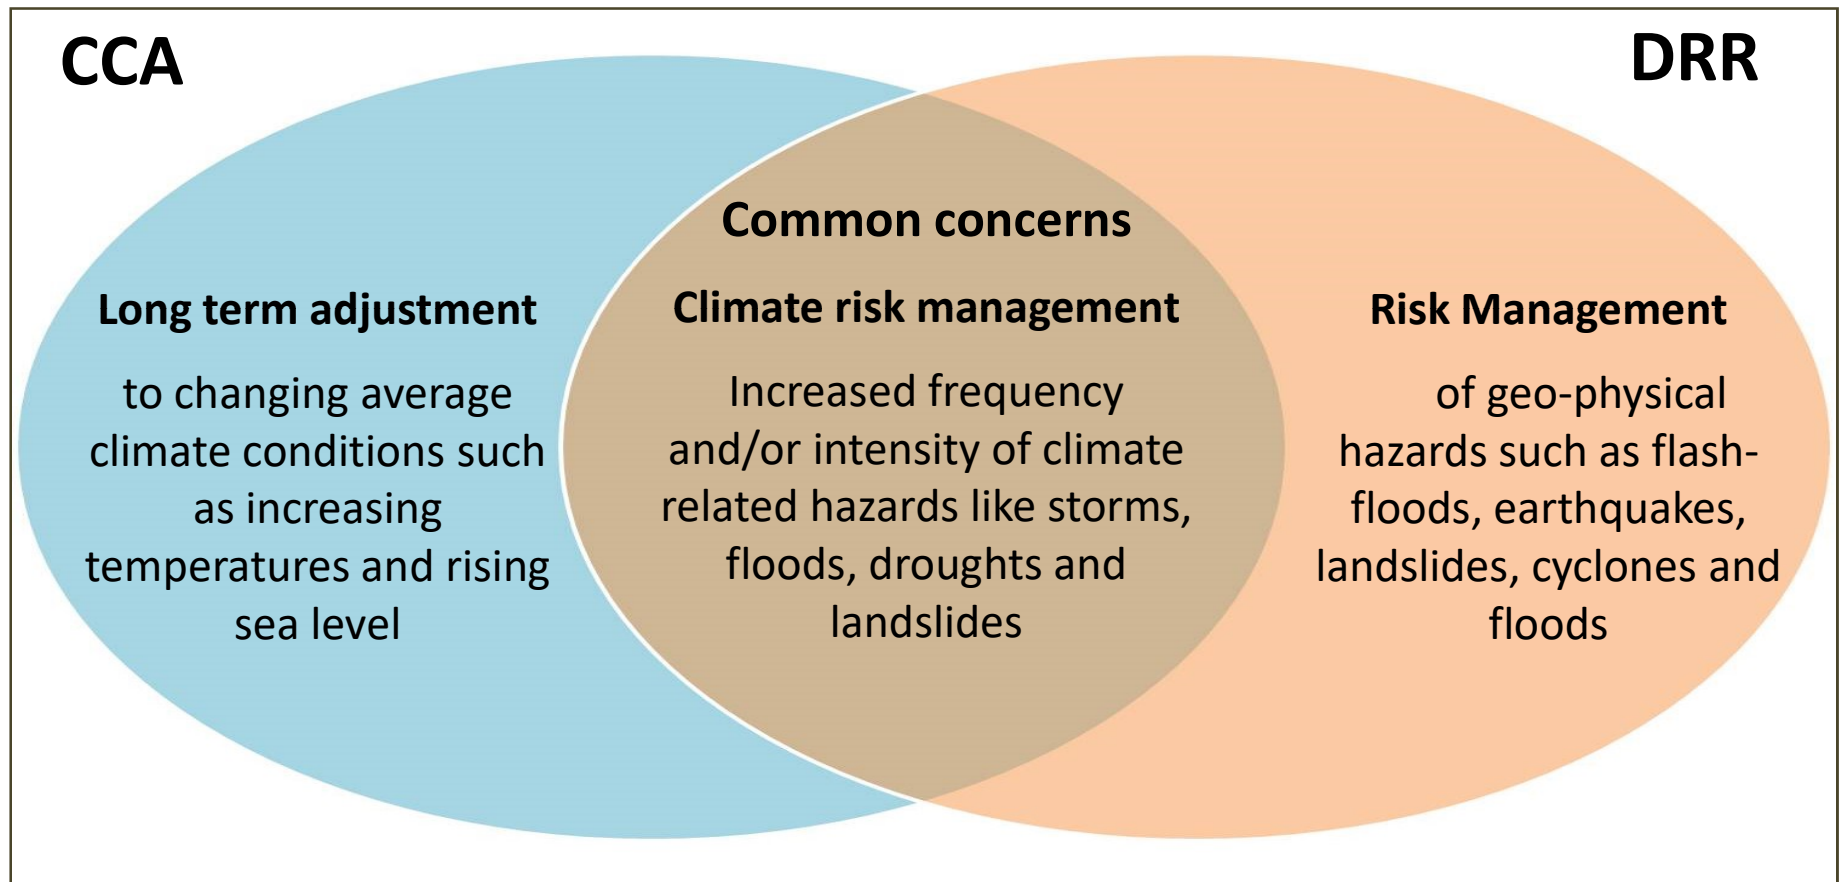 CCA
DRR
Common concerns
Long term adjustment
to changing average
climate conditions such
as increasing
temperatures and rising
sea level
Climate risk management
Increased frequency
and/or intensity of climate
related hazards like storms,
floods, droughts and
landslides
Risk Management
of geo-physical
hazards such as flash-
floods, earthquakes,
landslides, cyclones and
floods